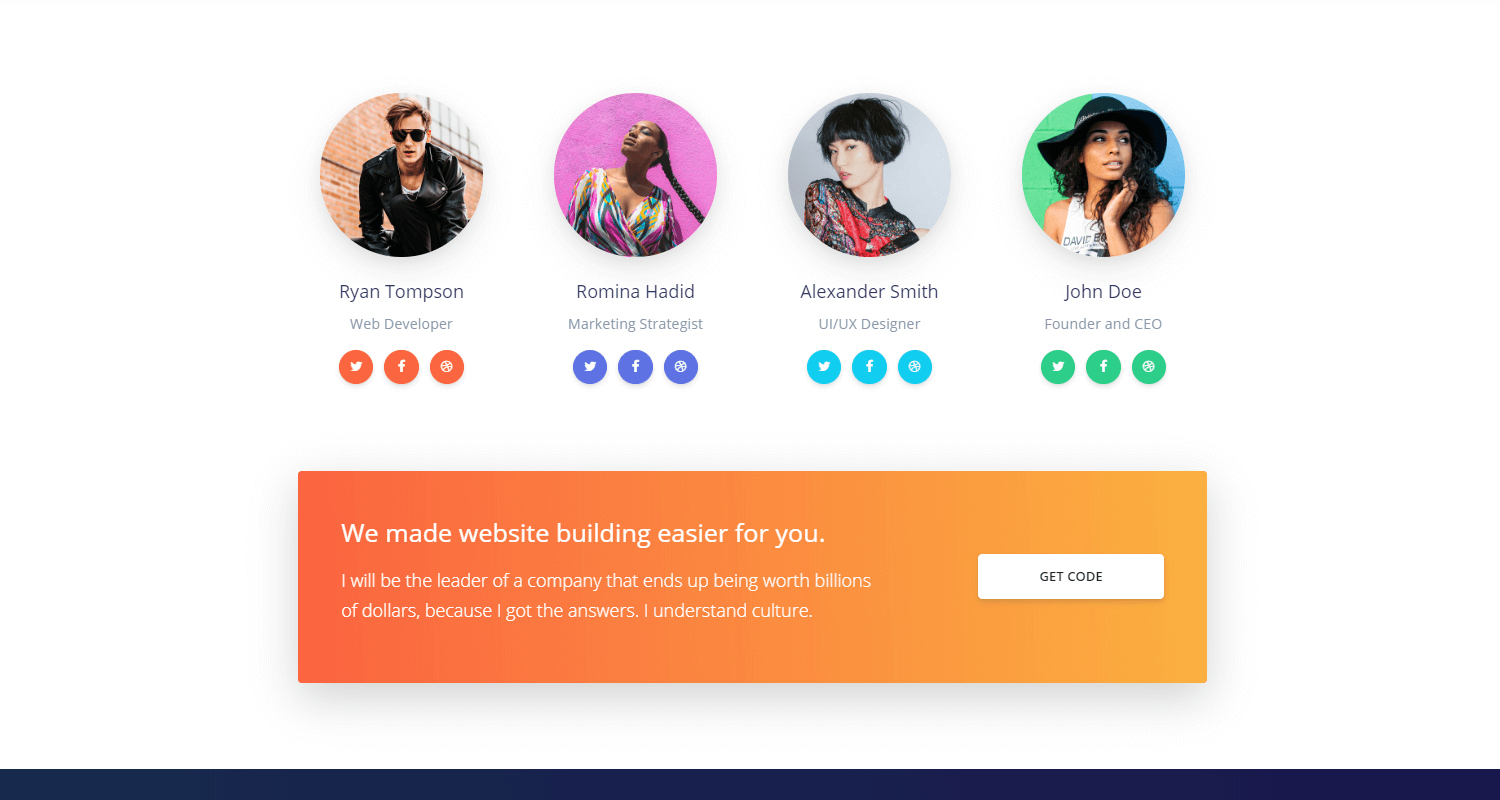 Ryan Tompson
Web Developer
Romina Hadid
Marketing Strategist
Alexander Smith
UI/UX Designer
John Doe
Founder and CEO
We made website building easier for you.
I will be the leader of a company that ends up being worth billions
of dollars, because I got the answers. I understand culture.
GET CODE